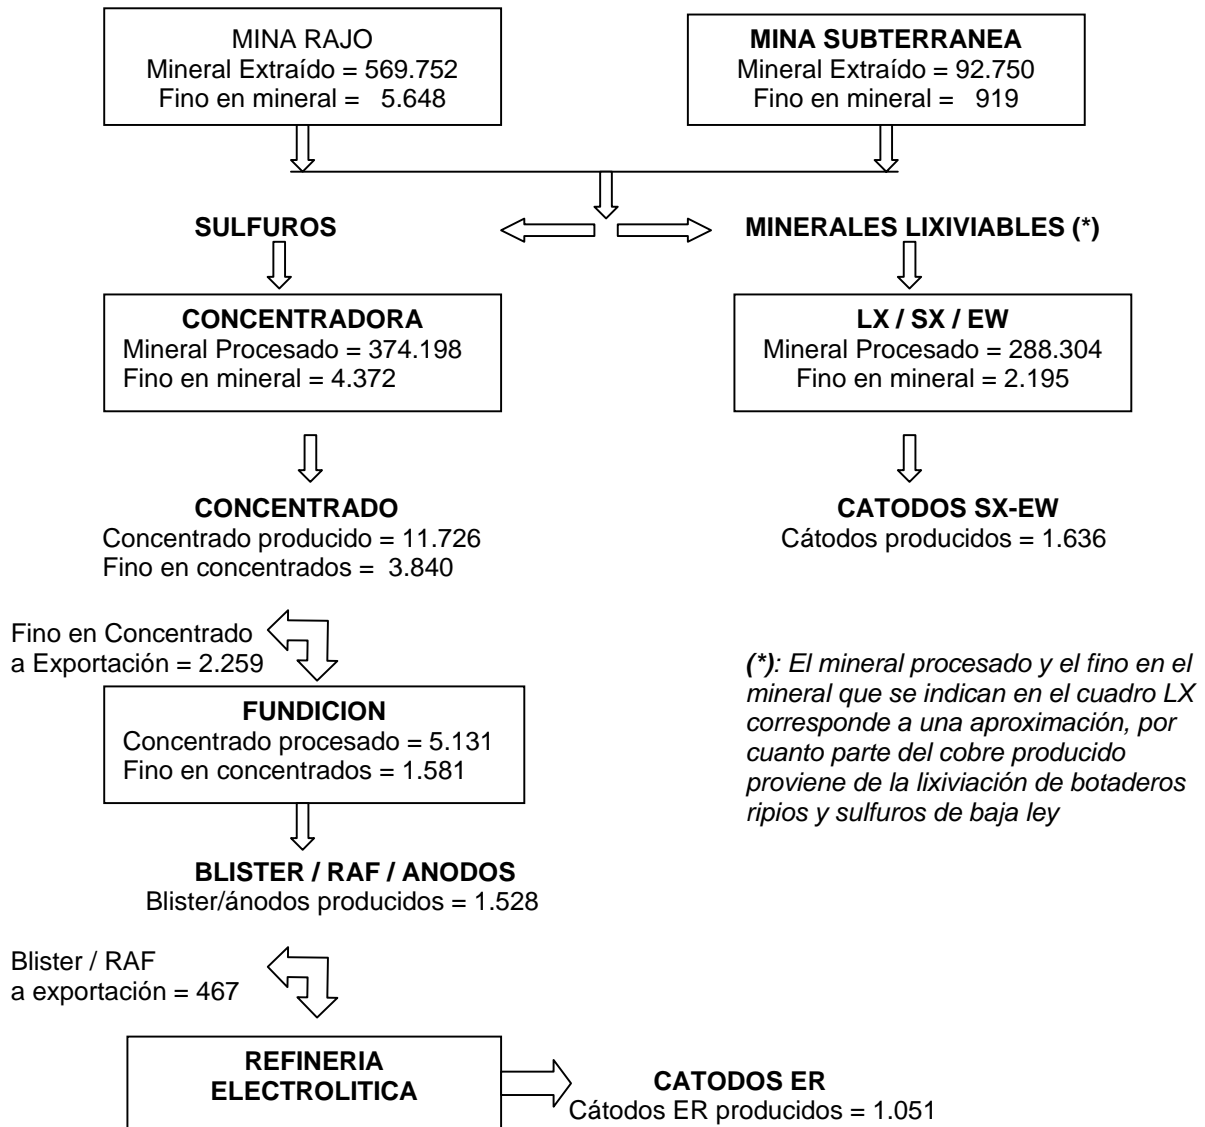 MINA RAJO
Mineral Extraído = 569.752
Fino en mineral = 5.648
MINA SUBTERRANEA
Mineral Extraído = 92.750
Fino en mineral = 919
SULFUROS
MINERALES LIXIVIABLES (*)
CONCENTRADORA
Mineral Procesado = 374.198
Fino en mineral = 4.372
LX / SX / EW
Mineral Procesado = 288.304
Fino en mineral = 2.195
CONCENTRADO
Concentrado producido = 11.726
Fino en concentrados = 3.840
CATODOS SX-EW
Cátodos producidos = 1.636
Fino en Concentrado
a Exportación = 2.259
(*): El mineral procesado y el fino en el
mineral que se indican en el cuadro LX
corresponde a una aproximación, por
cuanto parte del cobre producido
proviene de la lixiviación de botaderos
ripios y sulfuros de baja ley
FUNDICION
Concentrado procesado = 5.131
Fino en concentrados = 1.581
BLISTER / RAF / ANODOS
Blister/ánodos producidos = 1.528
Blister / RAF
a exportación = 467
REFINERIA
ELECTROLITICA
CATODOS ER
Cátodos ER producidos = 1.051